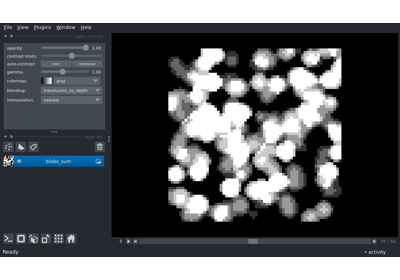 File View Plugins Window Help
opacity: 1.00
contrast limits:
auto-contrast: once continuous
gamma: 1.00
colormap: gray
blending: translucent_no_depth
interpolation: nearest
blobs_sum
Ready
activity